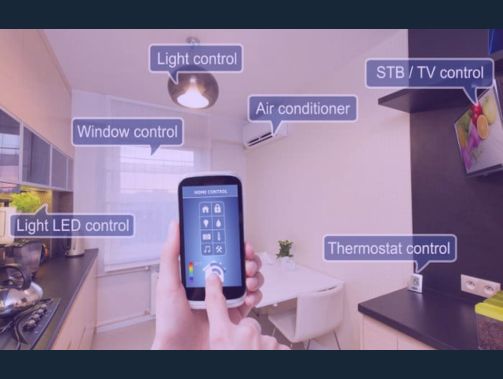 Light control
STB / TV control
Air conditioner
Window control
HOME CONTROL
Light LED control
Thermostat control